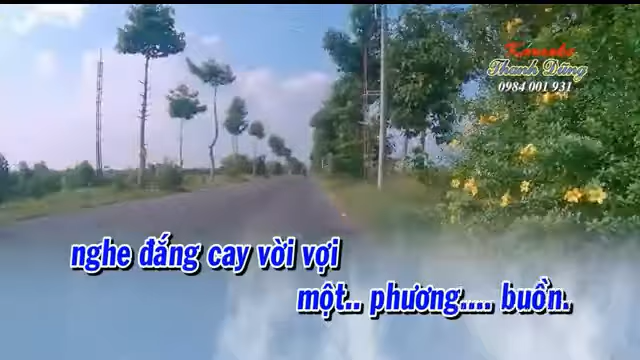 Karaoke
Thanh Dũng
0984 001 931
nghe đắng cay vời vợi
một.. phương.... buồn.